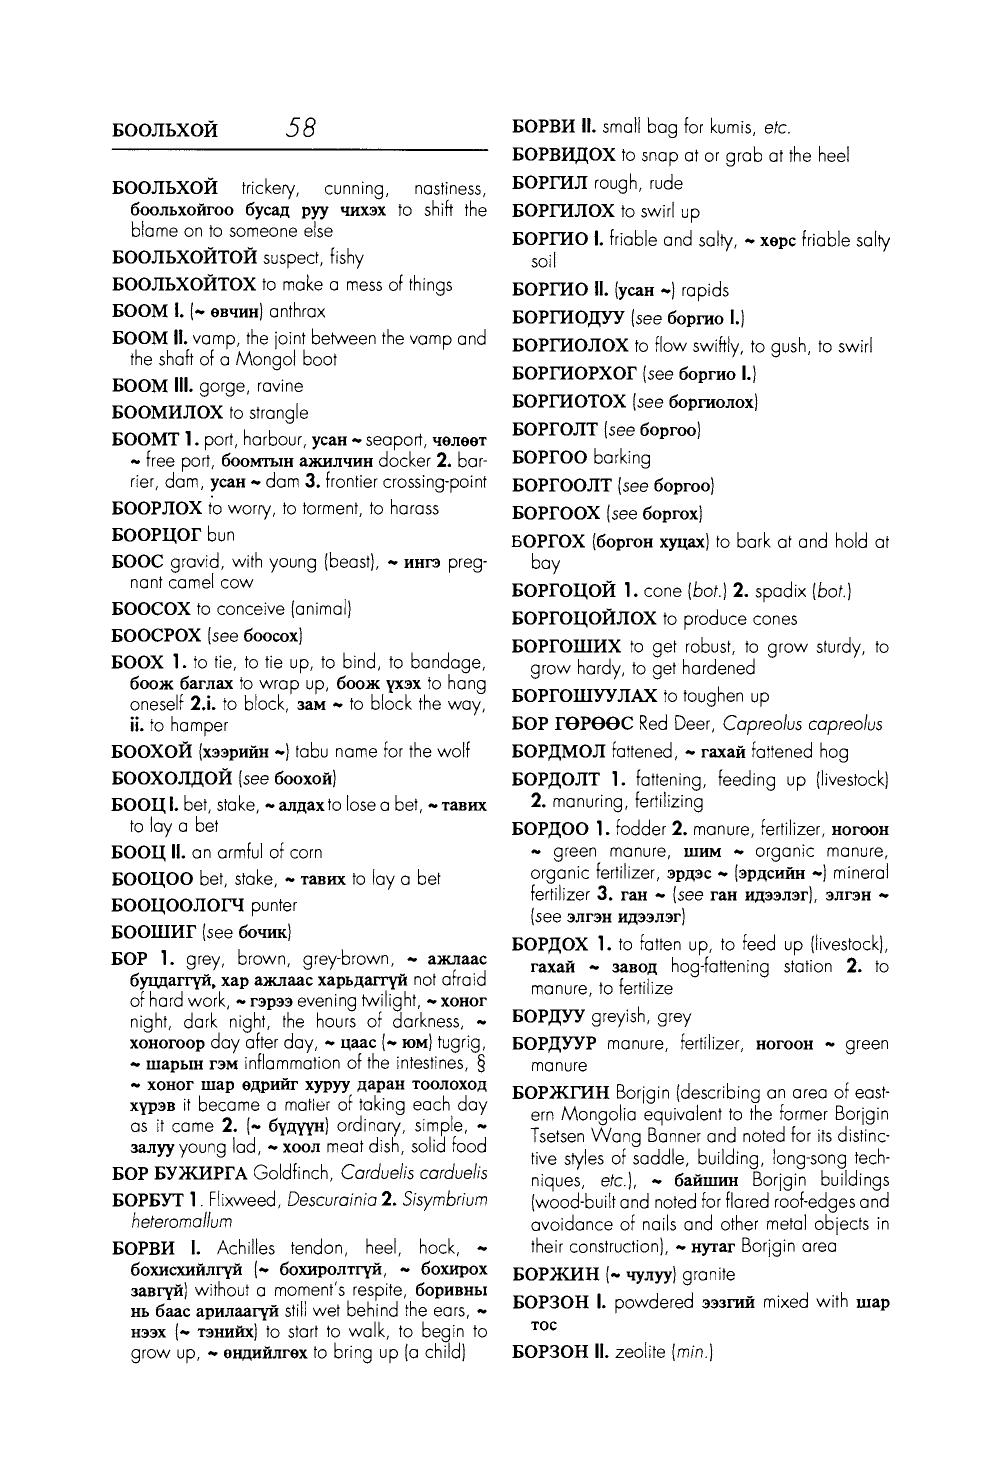 БООЛЬХОЙ 58
БООЛЬХОЙ trickery, cunning, nastiness,
боольхойгоо бусад руу чихэх to shift the
blame on to someone else
БООЛЬХОЙТОЙ suspect, fishy
БООЛЬХОЙТОХ to make a mess of things
БООМ I. (~ өвчин) anthrax
БООМ II. vamp, the joint between the vamp and
the shaft of a Mongol boot
БООМ III. gorge, ravine
БООМИЛОХ to strangle
БООМТ 1. port, harbour, усан ~ seaport, чөлөөт
~ free port, боомтын ажилчин docker 2. bar-
rier, dam, усан ~ dam 3. frontier crossing-point
БООРЛОХ to worry, to torment, to harass
БООРЦОГ bun
БООС gravid, with young (beast), ~ ингэ preg-
nant camel cow
БООСОХ to conceive (animal)
БООСРОХ (see боосох)
БООХ 1. to tie, to tie up, to bind, to bandage,
боож баглах to wrap up, боож үхэх to hang
oneself 2.i. to block, зам ~ to block the way,
ii. to hamper
БООХОЙ (хээрийн ~) tabu name for the wolf
БООХОЛДОЙ (see боохой)
БООЦ I. bet, stake, ~ алдах to lose a bet, ~ тавих
to lay a bet
БООЦ II. an armful of corn
БООЦОО bet, stake, ~ тавих to lay a bet
БООЦООЛОГЧ punter
БООШИГ (see бочик)
БОР 1. grey, brown, grey-brown, ~ ажлаас
буцдаггүй, хар ажлаас харьдаггүй not afraid
of hard work, ~ гэрээ evening twilight, ~ хоног
night, dark night, the hours of darkness, ~
хоногоор day after day, ~ цаас (~ юм) tugrig,
~ шарын гэм inflammation of the intestines, §
~ хоног шар өдрийг хуруу даран тоолоход
хүрэв it became a matter of taking each day
as it came 2. (~ бүдүүн) ordinary, simple, ~
залуу young lad, ~ хоол meat dish, solid food
БОР БУЖИРГА Goldfinch, Carduelis carduelis
БОРБУТ 1. Flixweed, Descurainia 2. Sisymbrium
heteromallum
БОРВИ I. Achilles tendon, heel, hock, ~
бохисхийлгүй (~ бохиролтгүй, ~ бохирох
завгүй) without a moment's respite, боривны
нь баас арилаагүй still wet behind the ears, ~
нээх (~ тэнийх) to start to walk, to begin to
grow up, ~ өндийлгөх to bring up (a child)
БОРВИ II. small bag for kumis, etc.
БОРВИДОХ to snap at or grab at the heel
БОРГИЛ rough, rude
БОРГИЛОХ to swirl up
БОРГИО I. friable and salty, ~ хөрс friable salty
soil
БОРГИО II. (усан ~) rapids
БОРГИОДУУ (see боргио I.)
БОРГИОЛОХ to flow swiftly, to gush, to swirl
БОРГИОРХОГ (see боргио I.)
БОРГИОТОХ (see боргиолох)
БОРГОЛТ (see боргоо)
БОРГОО barking
БОРГООЛТ (see боргоо)
БОРГООХ (see боргох)
БОРГОХ (боргон хуцах) to bark at and hold at
bay
БОРГОЦОЙ 1. cone (bot.) 2. spadix (bot.)
БОРГОЦОЙЛОХ to produce cones
БОРГОШИХ to get robust, to grow sturdy, to
grow hardy, to get hardened
БОРГОШУУЛАХ to toughen up
БОР ГӨРӨӨС Red Deer, Capreolus capreolus
БОРДМОЛ fattened, ~ гахай fattened hog
БОРДОЛТ 1. fattening, feeding up (livestock)
2. manuring, fertilizing
БОРДОО 1. fodder 2. manure, fertilizer, ногоон
~ green manure, шим ~ organic manure,
organic fertilizer, эрдэс ~ (эрдсийн ~) mineral
fertilizer 3. ган ~ (see ган идээлэг), элгэн ~
(see элгэн идээлэг)
БОРДОХ 1. to fatten up, to feed up (livestock),
гахай ~ завод hog-fattening station 2. to
manure, to fertilize
БОРДУУ greyish, grey
БОРДУУР manure, fertilizer, ногоон ~ green
manure
БОРЖГИН Borjgin (describing an area of east-
ern Mongolia equivalent to the former Borjgin
Tsetsen Wang Banner and noted for its distinc-
tive styles of saddle, building, long-song tech-
niques, etc.), ~ байшин Borjgin buildings
(wood-built and noted for flared roof-edges and
avoidance of nails and other metal objects in
their construction), ~ нутаг Borjgin area
БОРЖИН (~ чулуу) granite
БОРЗОН I. powdered ээзгий mixed with шар
тос
БОРЗОН II. zeolite (min.)